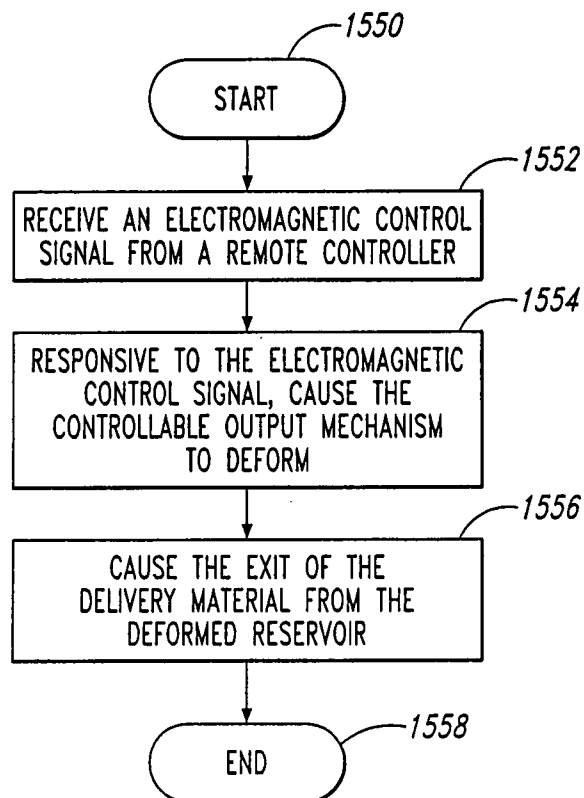 1550
START
1552
RECEIVE AN ELECTROMAGNETIC CONTROL
SIGNAL FROM A REMOTE CONTROLLER
1554
RESPONSIVE TO THE ELECTROMAGNETIC
CONTROL SIGNAL, CAUSE THE
CONTROLLABLE OUTPUT MECHANISM
TO DEFORM
1556
CAUSE THE EXIT OF THE
DELIVERY MATERIAL FROM THE
DEFORMED RESERVOIR
1558
END